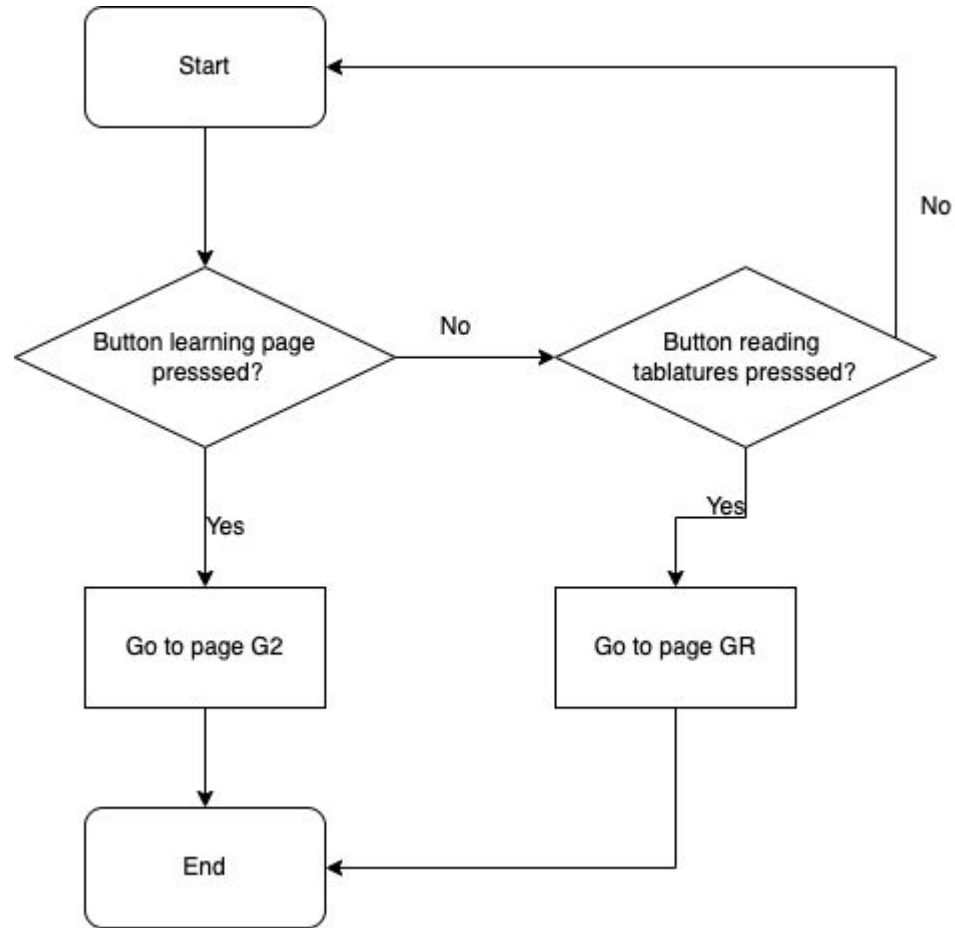 Start
No
Button learning page
presssed?
No
Button reading
tablatures presssed?
Yes
Yes
Go to page G2
Go to page GR
End